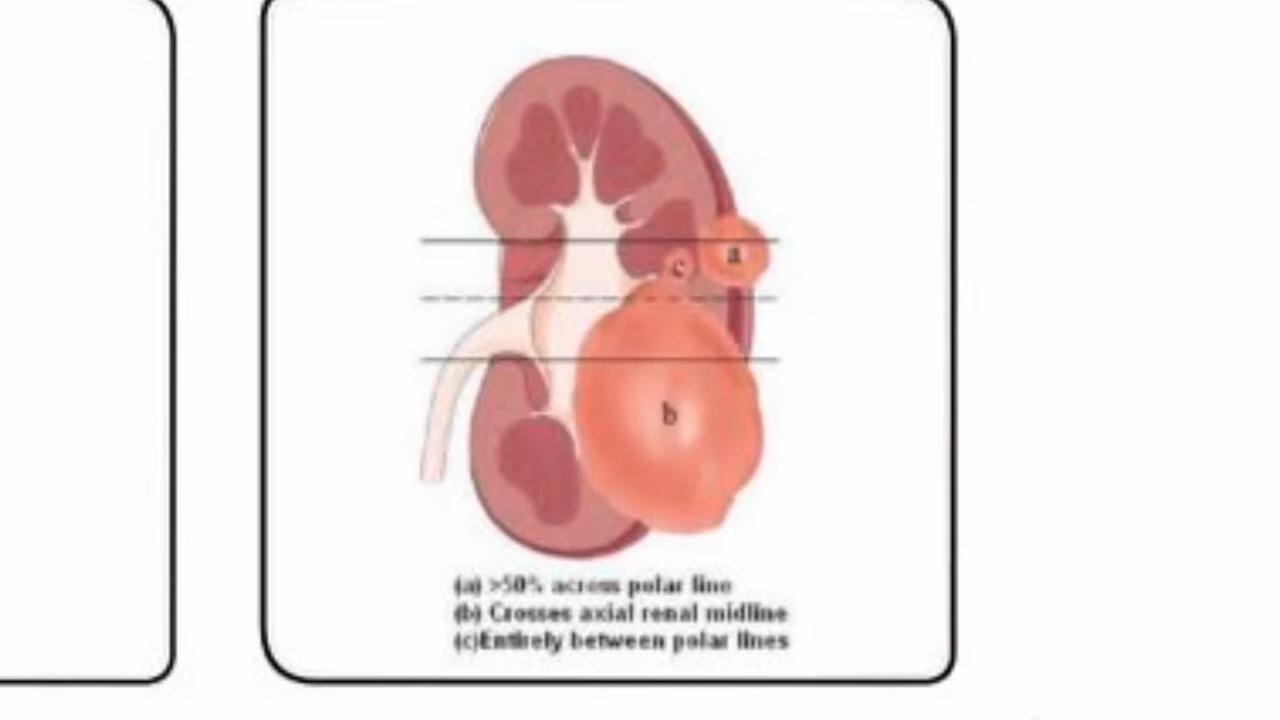 a
c
b
(a) >50% across polar line
(b) Crosses axial renal midline
(c)Entirely between polar lines